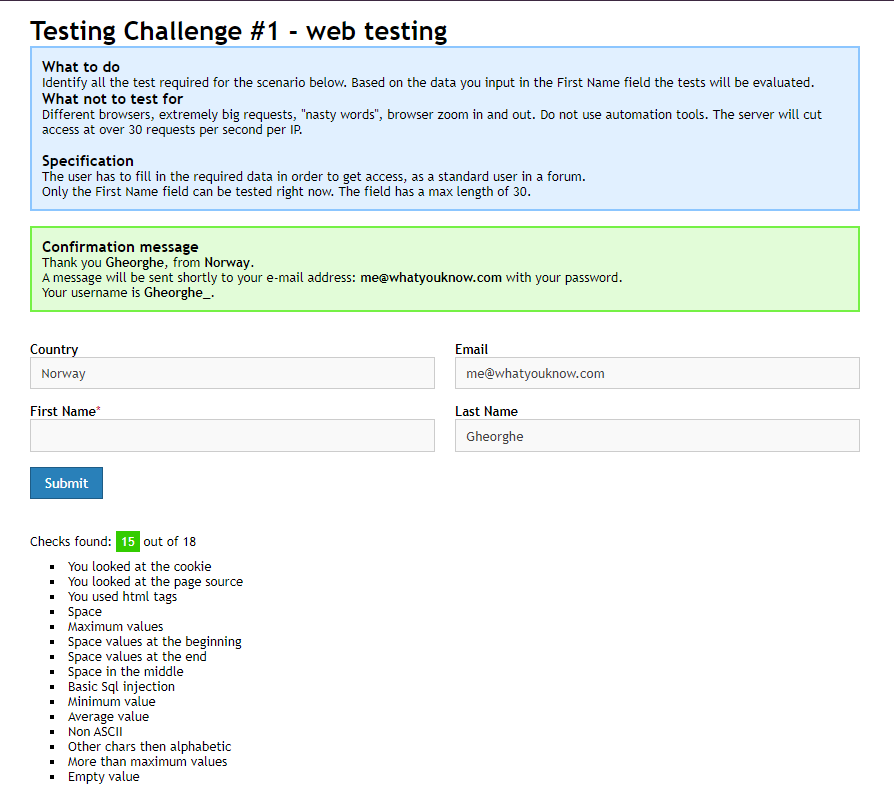 Testing Challenge #1 - web testing
What to do
Identify all the test required for the scenario below. Based on the data you input in the First Name field the tests will be evaluated.
What not to test for
Different browsers, extremely big requests, "nasty words", browser zoom in and out. Do not use automation tools. The server will cut
access at over 30 requests per second per IP.
Specification
The user has to fill in the required data in order to get access, as a standard user in a forum.
Only the First Name field can be tested right now. The field has a max length of 30.
Confirmation message
Thank you Gheorghe, from Norway.
A message will be sent shortly to your e-mail address: me@whatyouknow.com with your password.
Your username is Gheorghe_.
Country
Email
Norway
me@whatyouknow.com
First Name*
Last Name
Gheorghe
Submit
Checks found: 15 out of 18
You looked at the cookie
You looked at the page source
You used html tags
Space
Maximum values
Space values at the beginning
Space values at the end
Space in the middle
Basic Sql injection
Minimum value
Average value
Non ASCII
Other chars then alphabetic
More than maximum values
Empty value